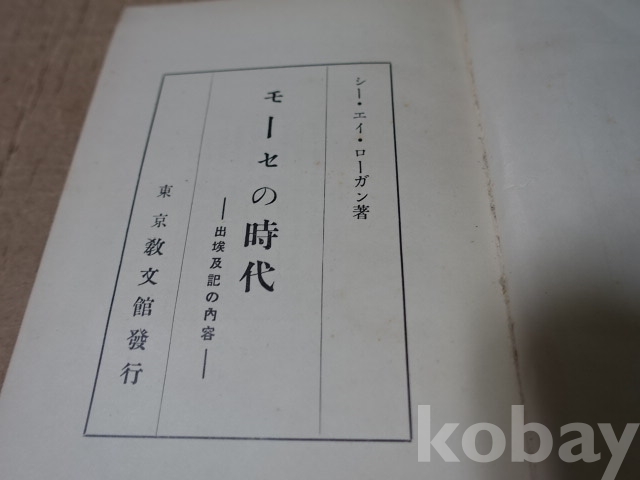 シー・エイ・ローガン著
モーセの時代
―出埃及記の內容―
東京教文館發行
kobay